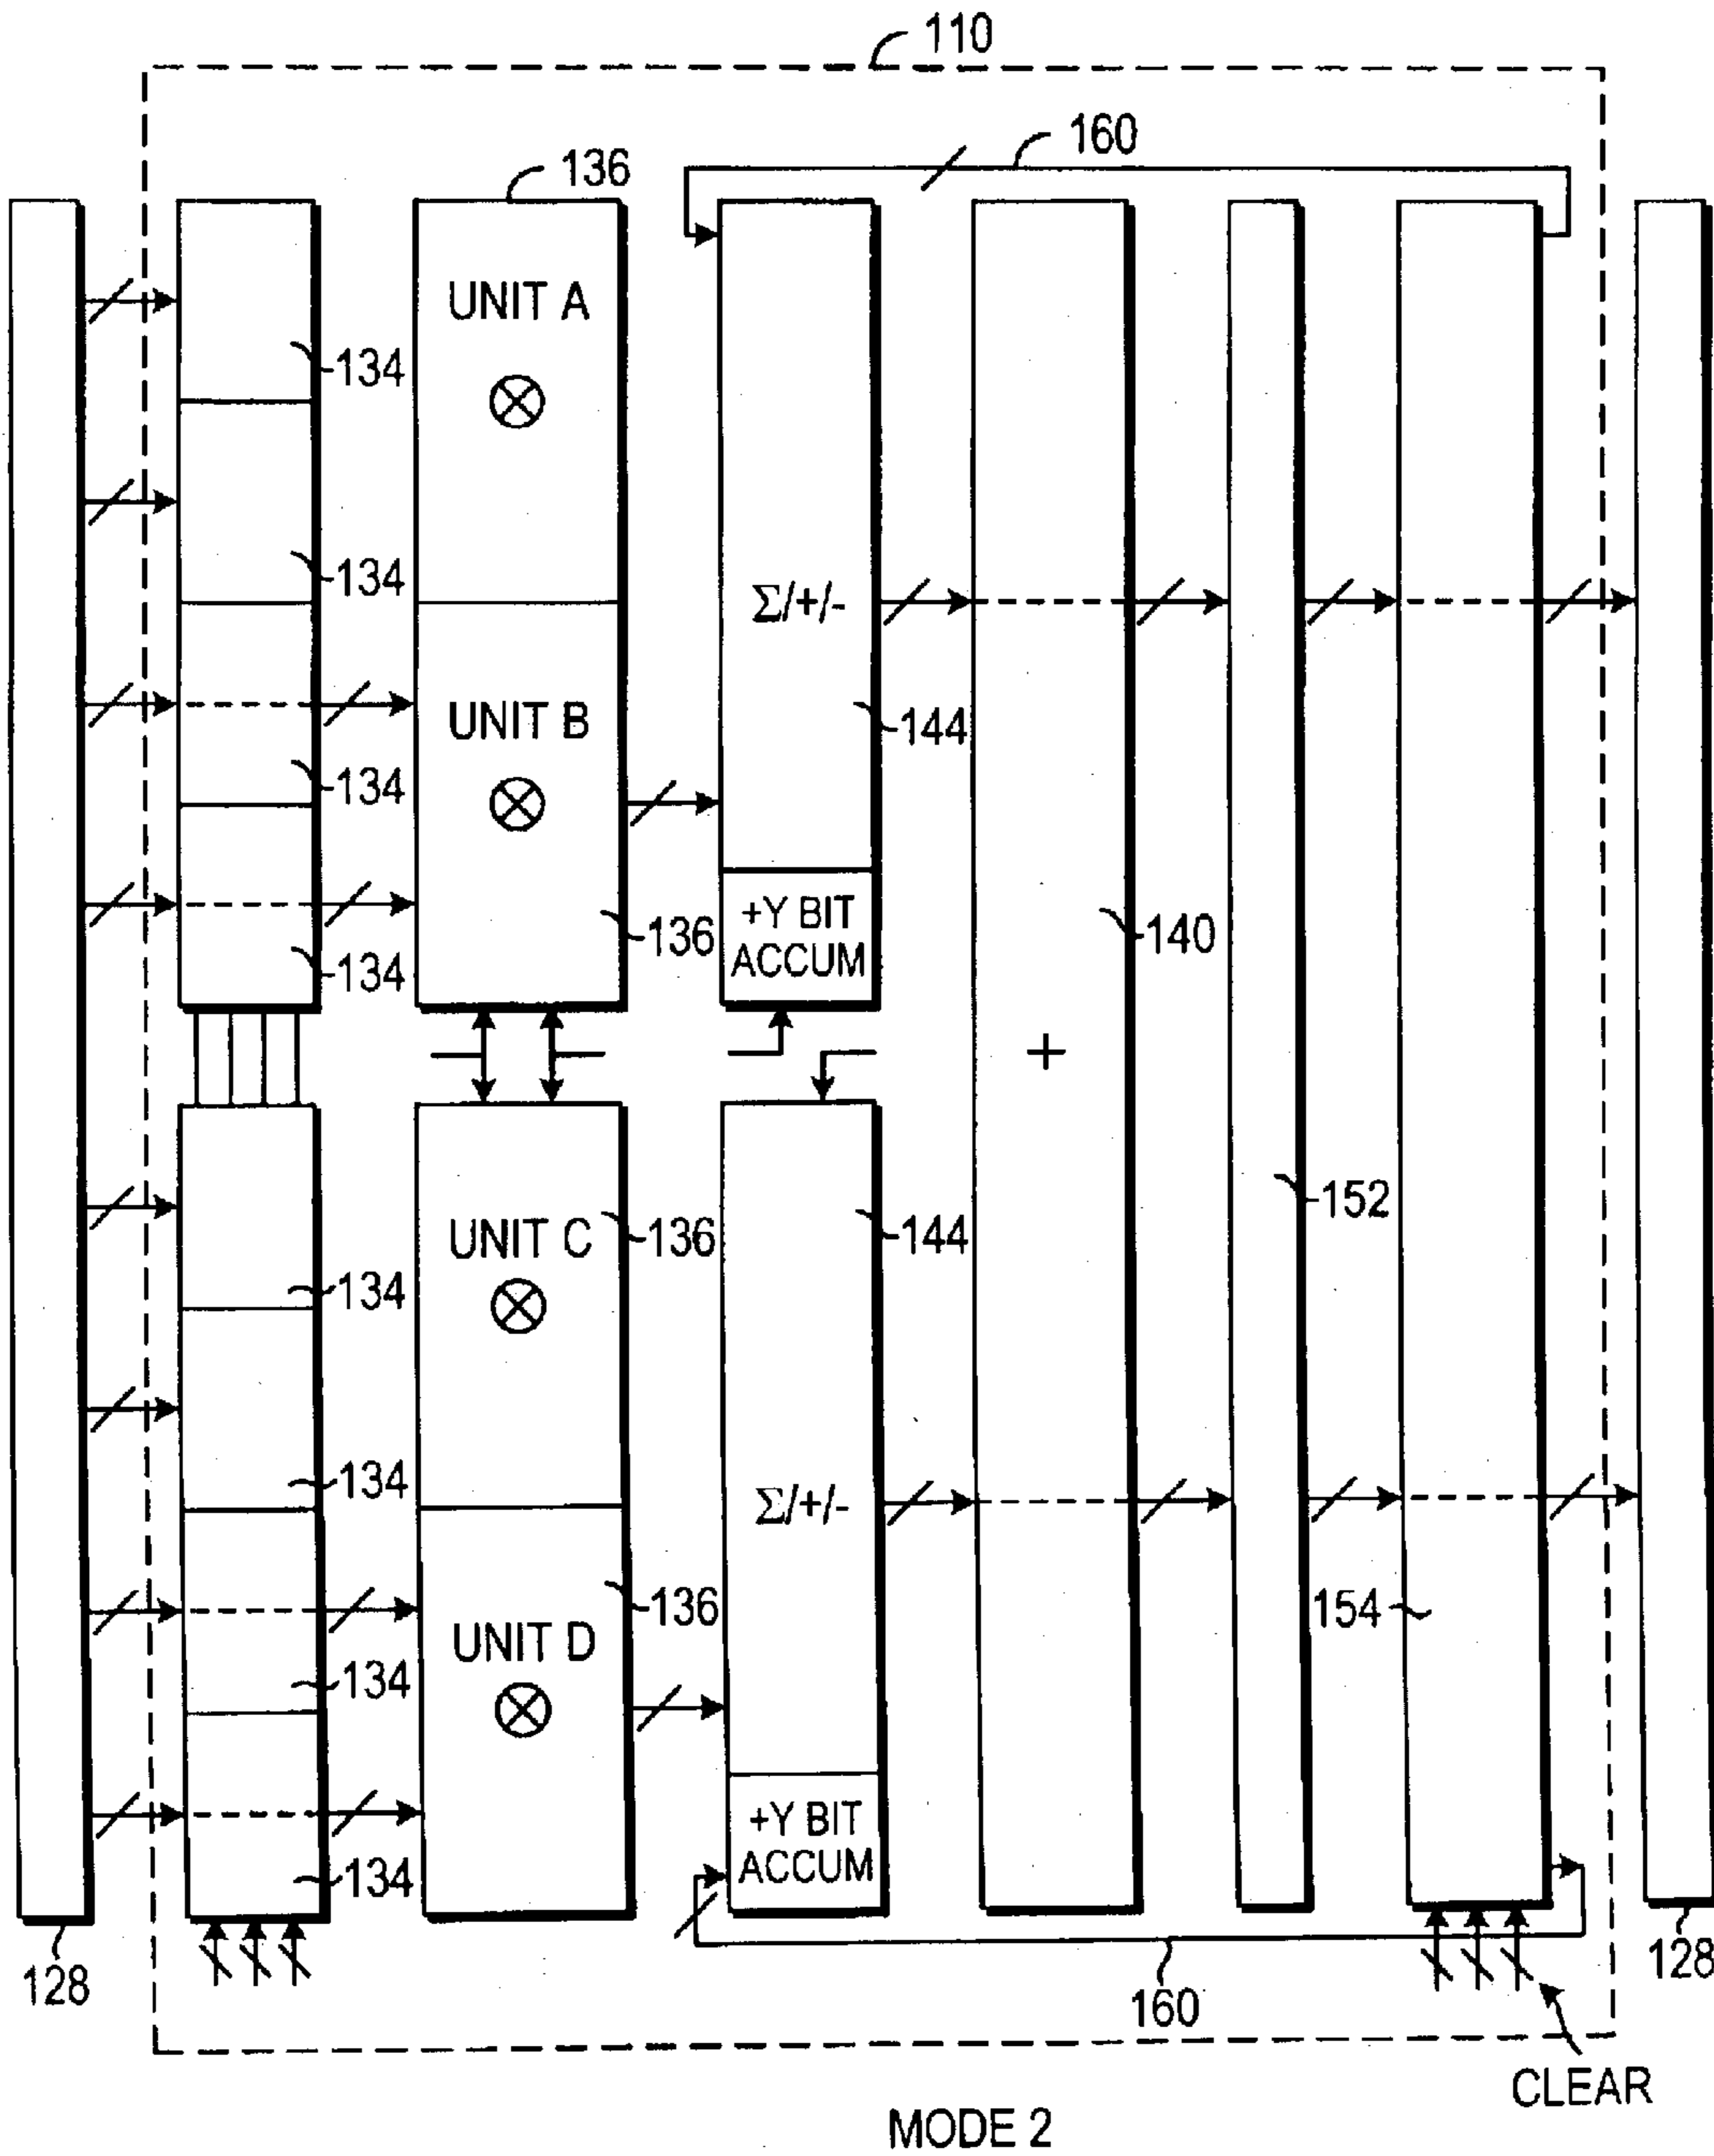 110
160
136
UNIT A
134
134
Σ/+/-
UNIT B
144
134
+Y BIT
ACCUM
136
140
134
+
152
UNIT C
136
144
134
134
Σ/+/-
136
154
UNIT D
134
+Y BIT
ACCUM
134
128
160
128
CLEAR
MODE 2